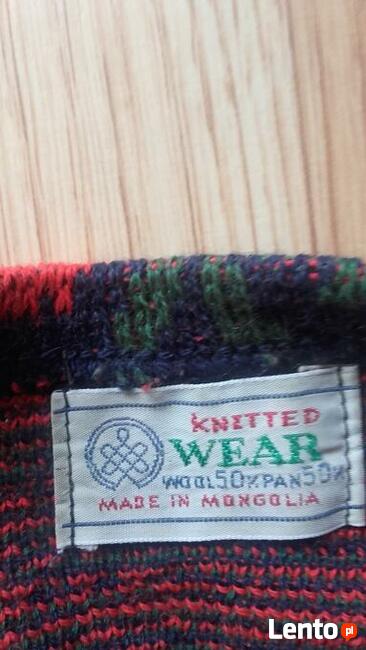 KNITTED
WEAR
WOOL50%PAN50%
MADE IN MONGOLIA
Lento pl